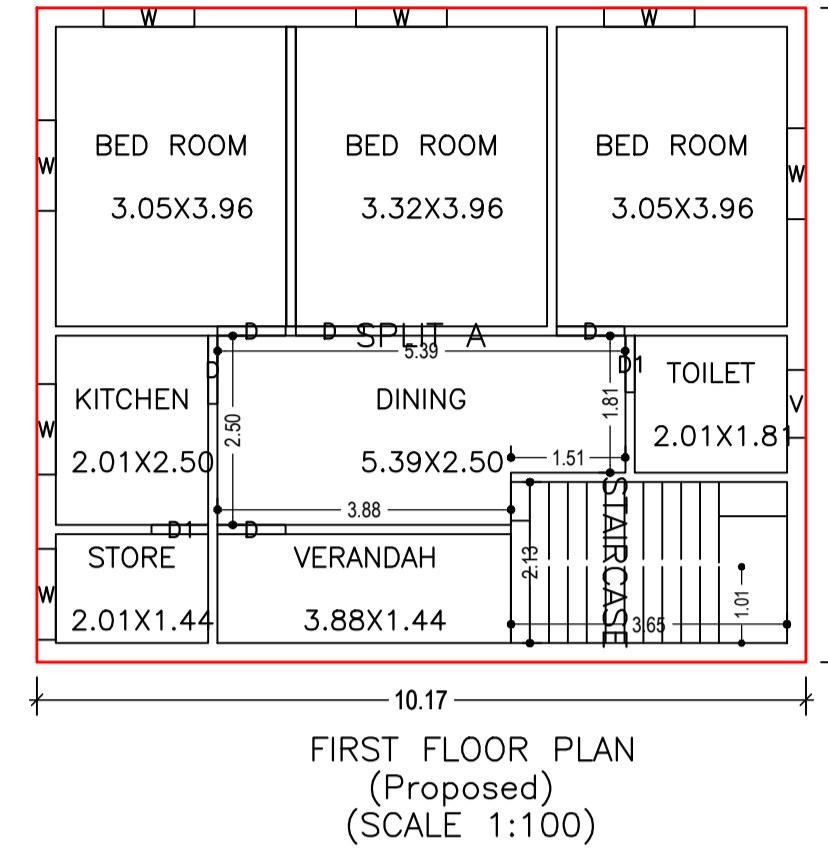 W W W
BED ROOM BED ROOM BED ROOM
W W
3.05X3.96 3.32X3.96 3.05X3.96
D D SPLIT A D
5.39
D D1 TOILET
KITCHEN DINING 1.81 V
W 2.50 2.01X1.81
2.01X2.50 5.39X2.50 1.51
3.88
D1 D
STORE VERANDAH 2.13 STAIRCASE
W 1.01
2.01X1.44 3.88X1.44 3.65
10.17
FIRST FLOOR PLAN
(Proposed)
(SCALE 1:100)